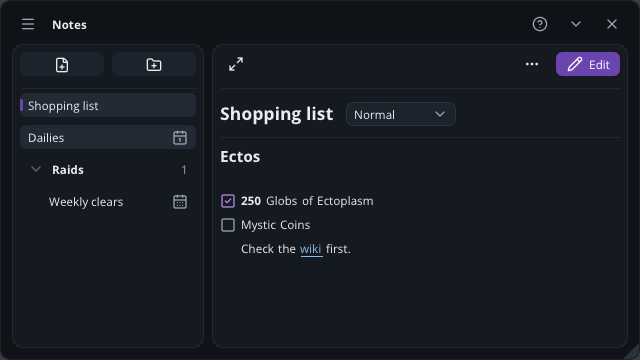 Notes
Edit
Shopping list
Dailies
1
Raids 1
Weekly clears
Shopping list
Normal
Ectos
250 Globs of Ectoplasm
Mystic Coins
Check the wiki first.